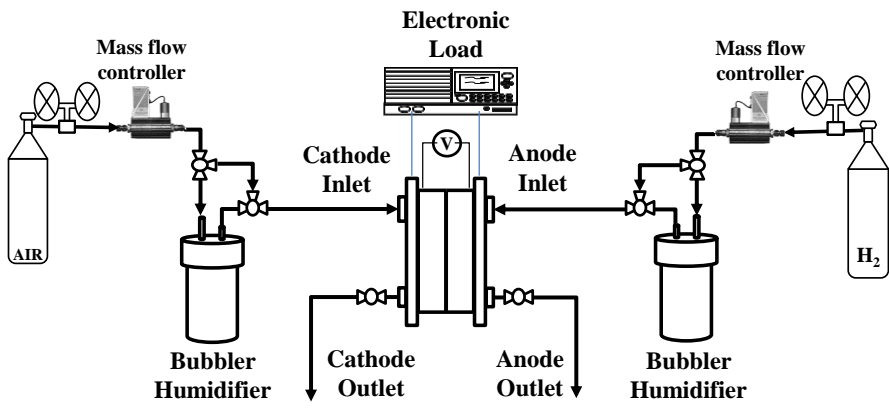 Electronic
Load
Mass flow
controller
Mass flow
controller
V
Cathode
Inlet
Anode
Inlet
AIR
H₂
Bubbler
Humidifier
Cathode
Outlet
Anode
Outlet
Bubbler
Humidifier